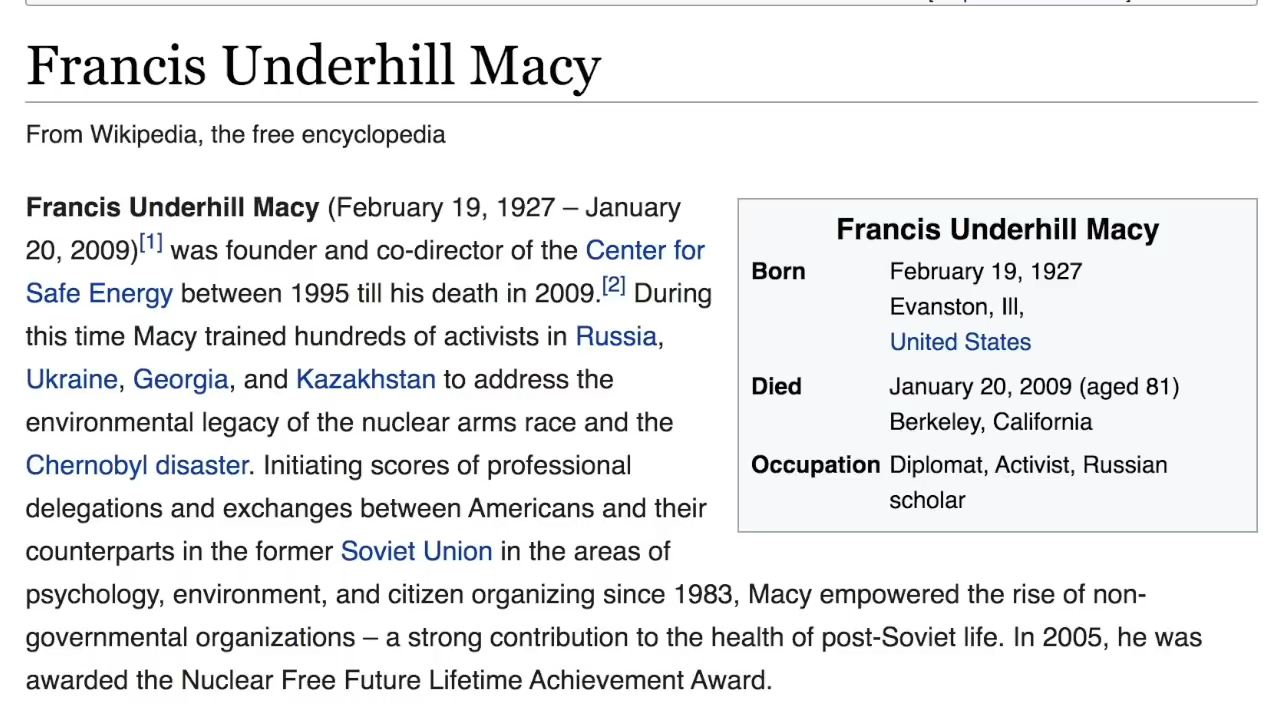 Francis Underhill Macy
From Wikipedia, the free encyclopedia
Francis Underhill Macy (February 19, 1927 – January
20, 2009)[1] was founder and co-director of the Center for
Safe Energy between 1995 till his death in 2009.[2] During
this time Macy trained hundreds of activists in Russia,
Ukraine, Georgia, and Kazakhstan to address the
environmental legacy of the nuclear arms race and the
Chernobyl disaster. Initiating scores of professional
delegations and exchanges between Americans and their
counterparts in the former Soviet Union in the areas of
psychology, environment, and citizen organizing since 1983, Macy empowered the rise of non-
governmental organizations – a strong contribution to the health of post-Soviet life. In 2005, he was
awarded the Nuclear Free Future Lifetime Achievement Award.
Francis Underhill Macy
Born February 19, 1927
Evanston, Ill,
United States
Died January 20, 2009 (aged 81)
Berkeley, California
Occupation Diplomat, Activist, Russian
scholar